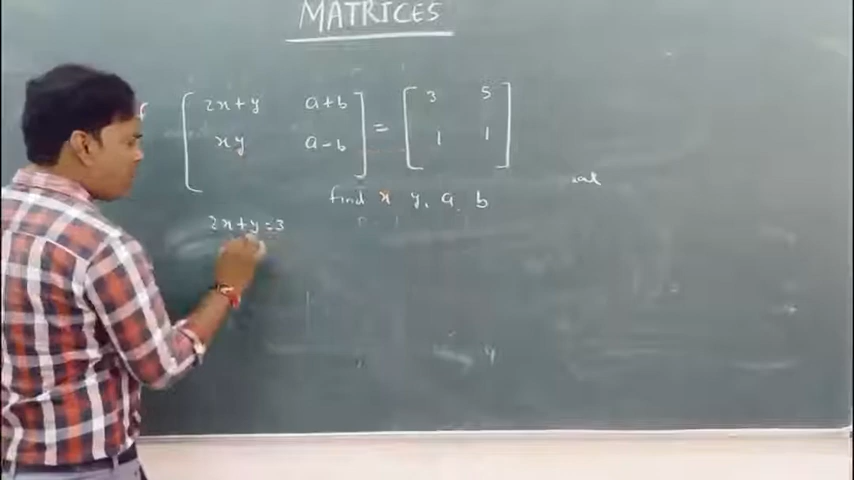 MATRICES
[ 2x+y a+b ] = [ 3 5 ]
[ xy a-b ] [ 1 1 ]
find x y, a, b
2x+y=3